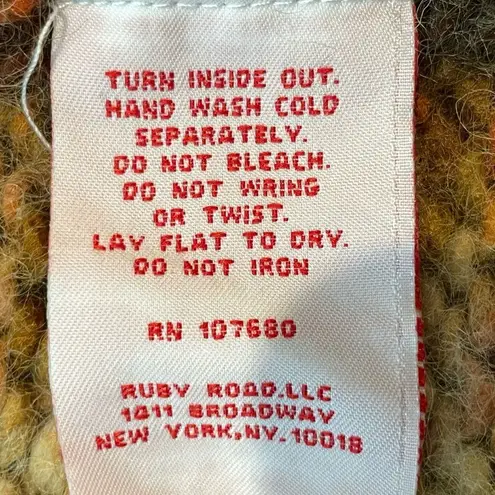 TURN INSIDE OUT.
HAND WASH COLD
SEPARATELY.
DO NOT BLEACH.
DO NOT WRING
OR TWIST.
LAY FLAT TO DRY.
DO NOT IRON
RN 107680
RUBY ROAD.LLC
1411 BROADWAY
NEW YORK,NY.10018